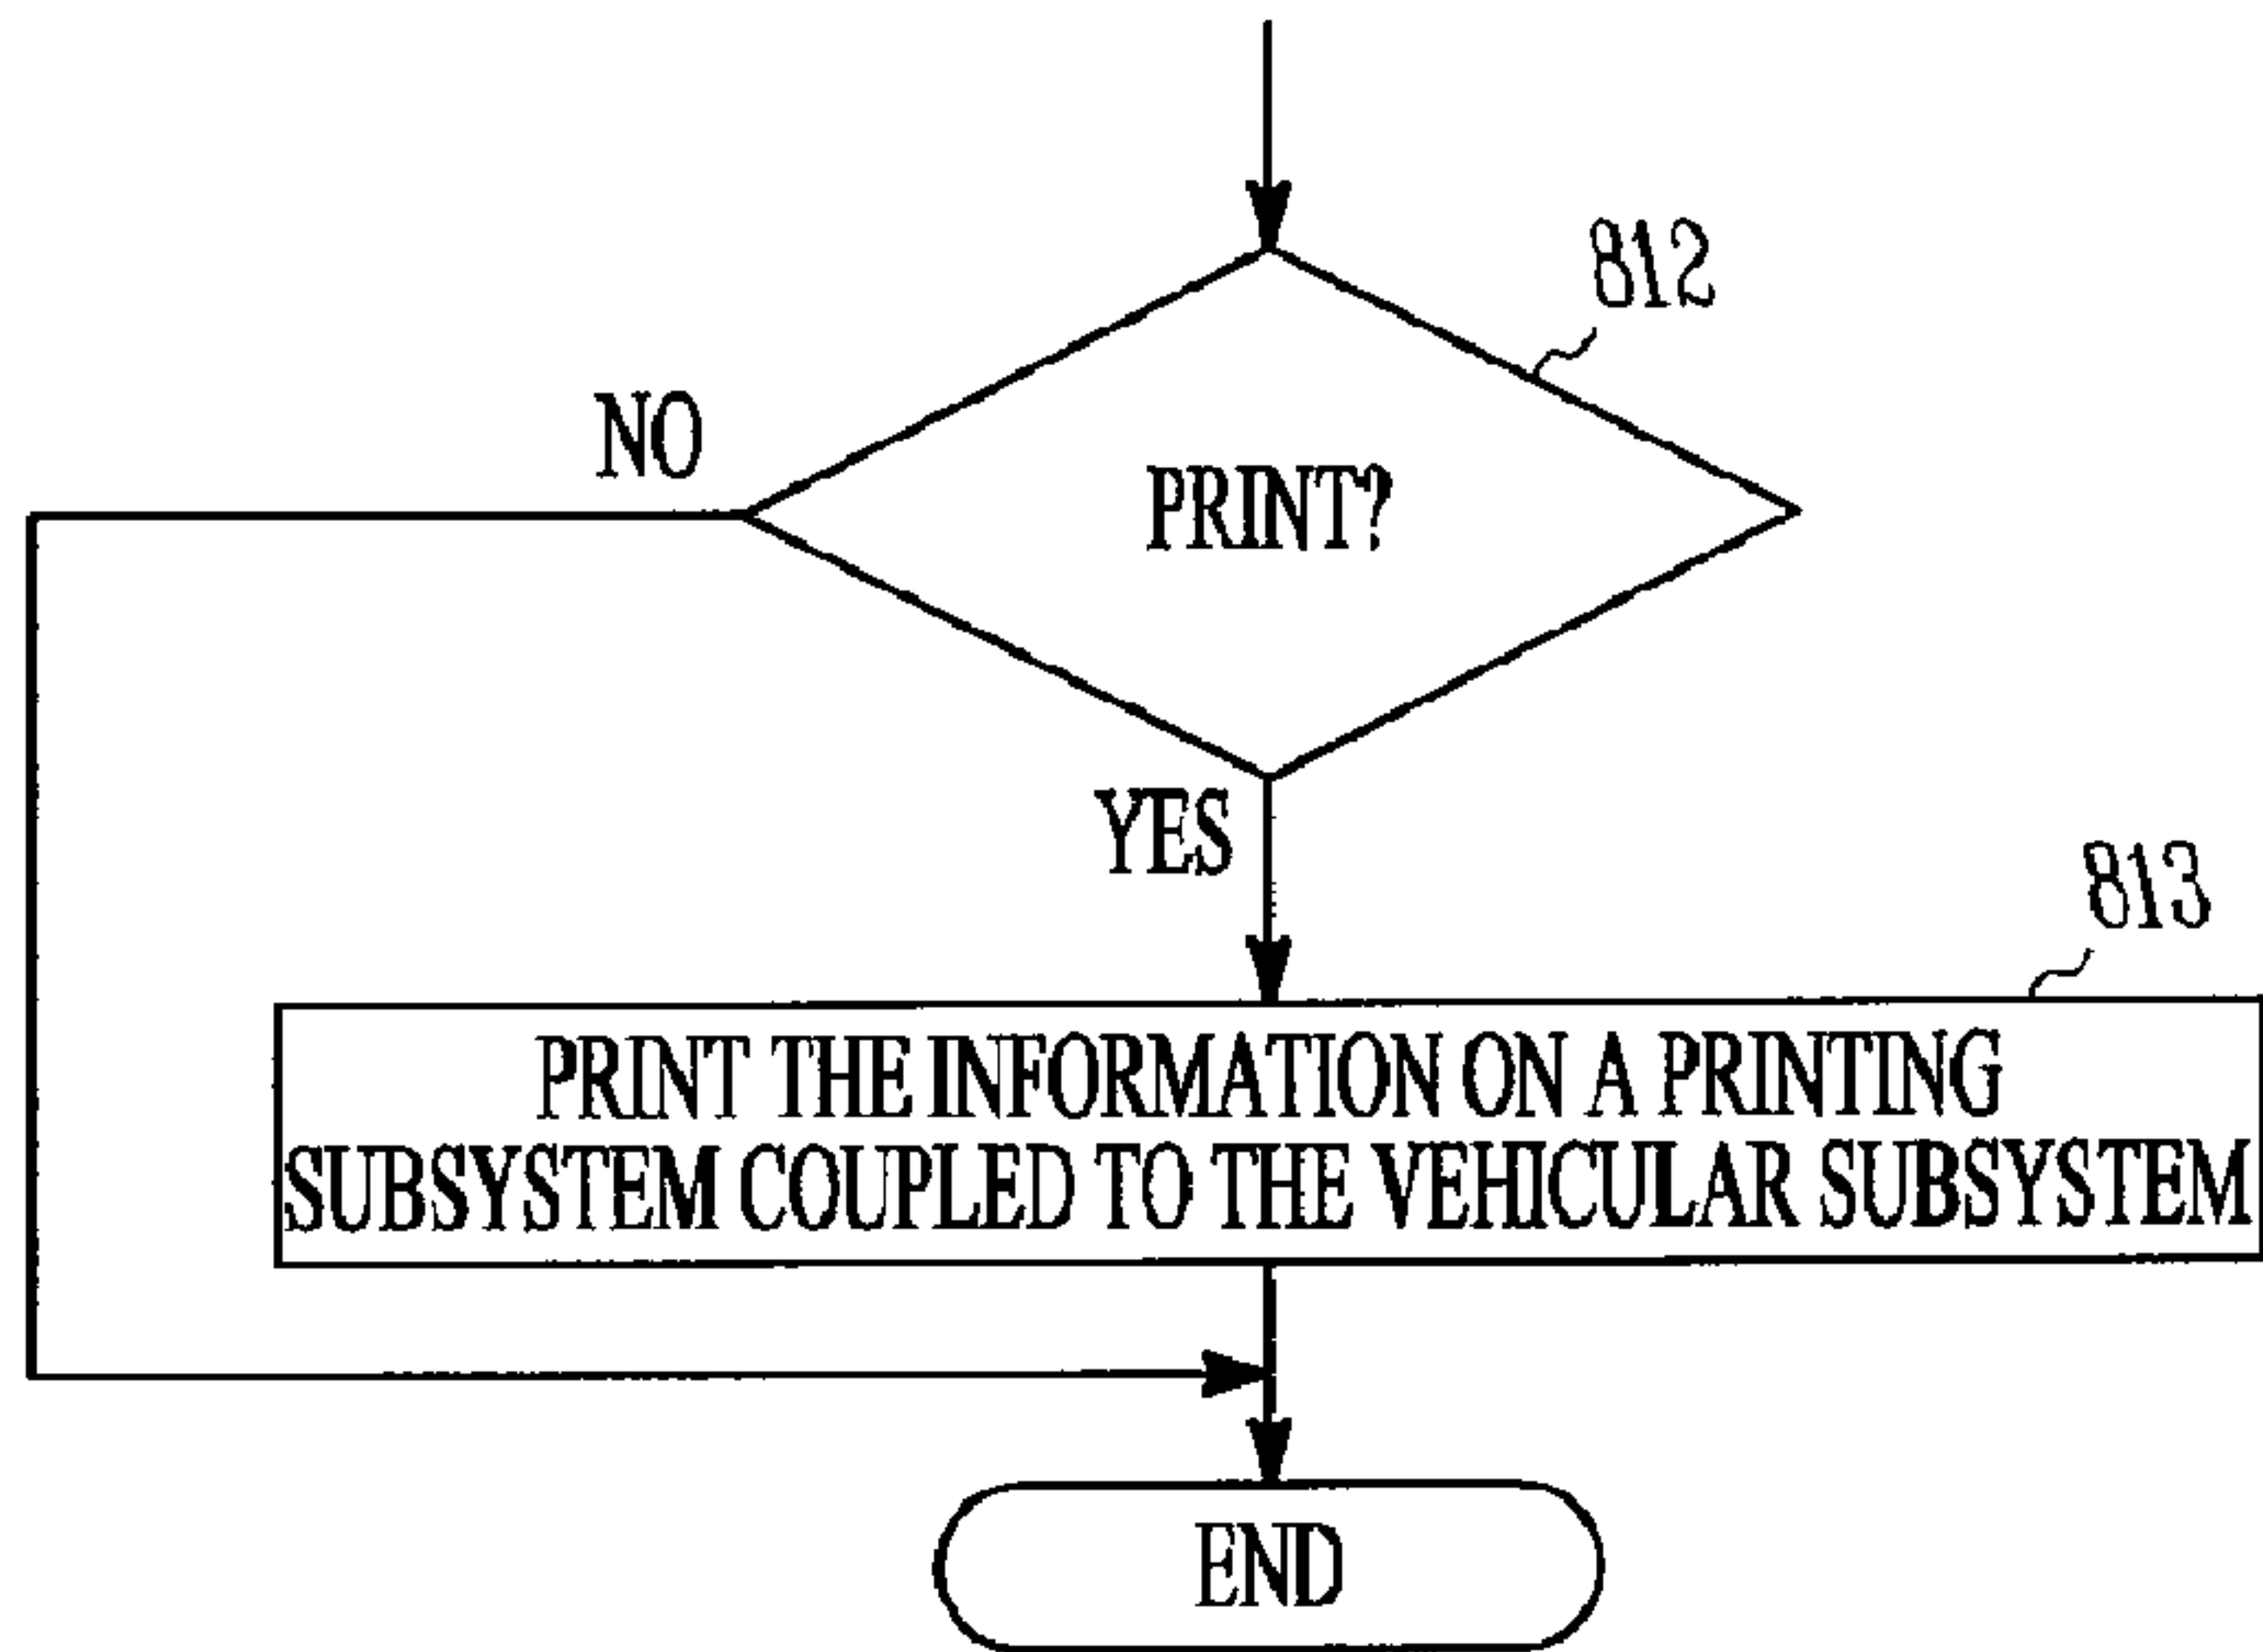 812
NO
PRINT?
YES
813
PRINT THE INFORMATION ON A PRINTING
SUBSYSTEM COUPLED TO THE VEHICULAR SUBSYSTEM
END